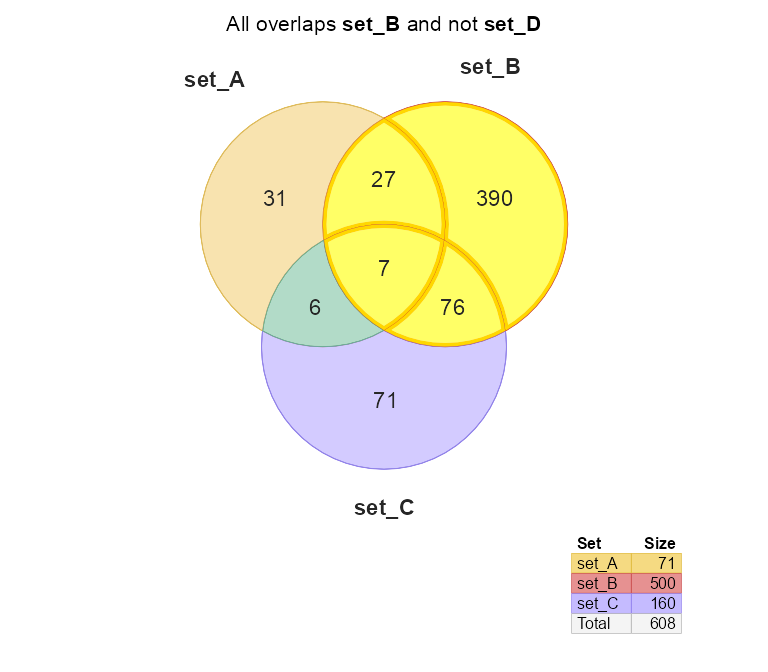 All overlaps set_B and not set_D
set_B
set_A
27
31
390
7
6
76
71
set_C
Set Size
set_A 71
set_B 500
set_C 160
Total 608